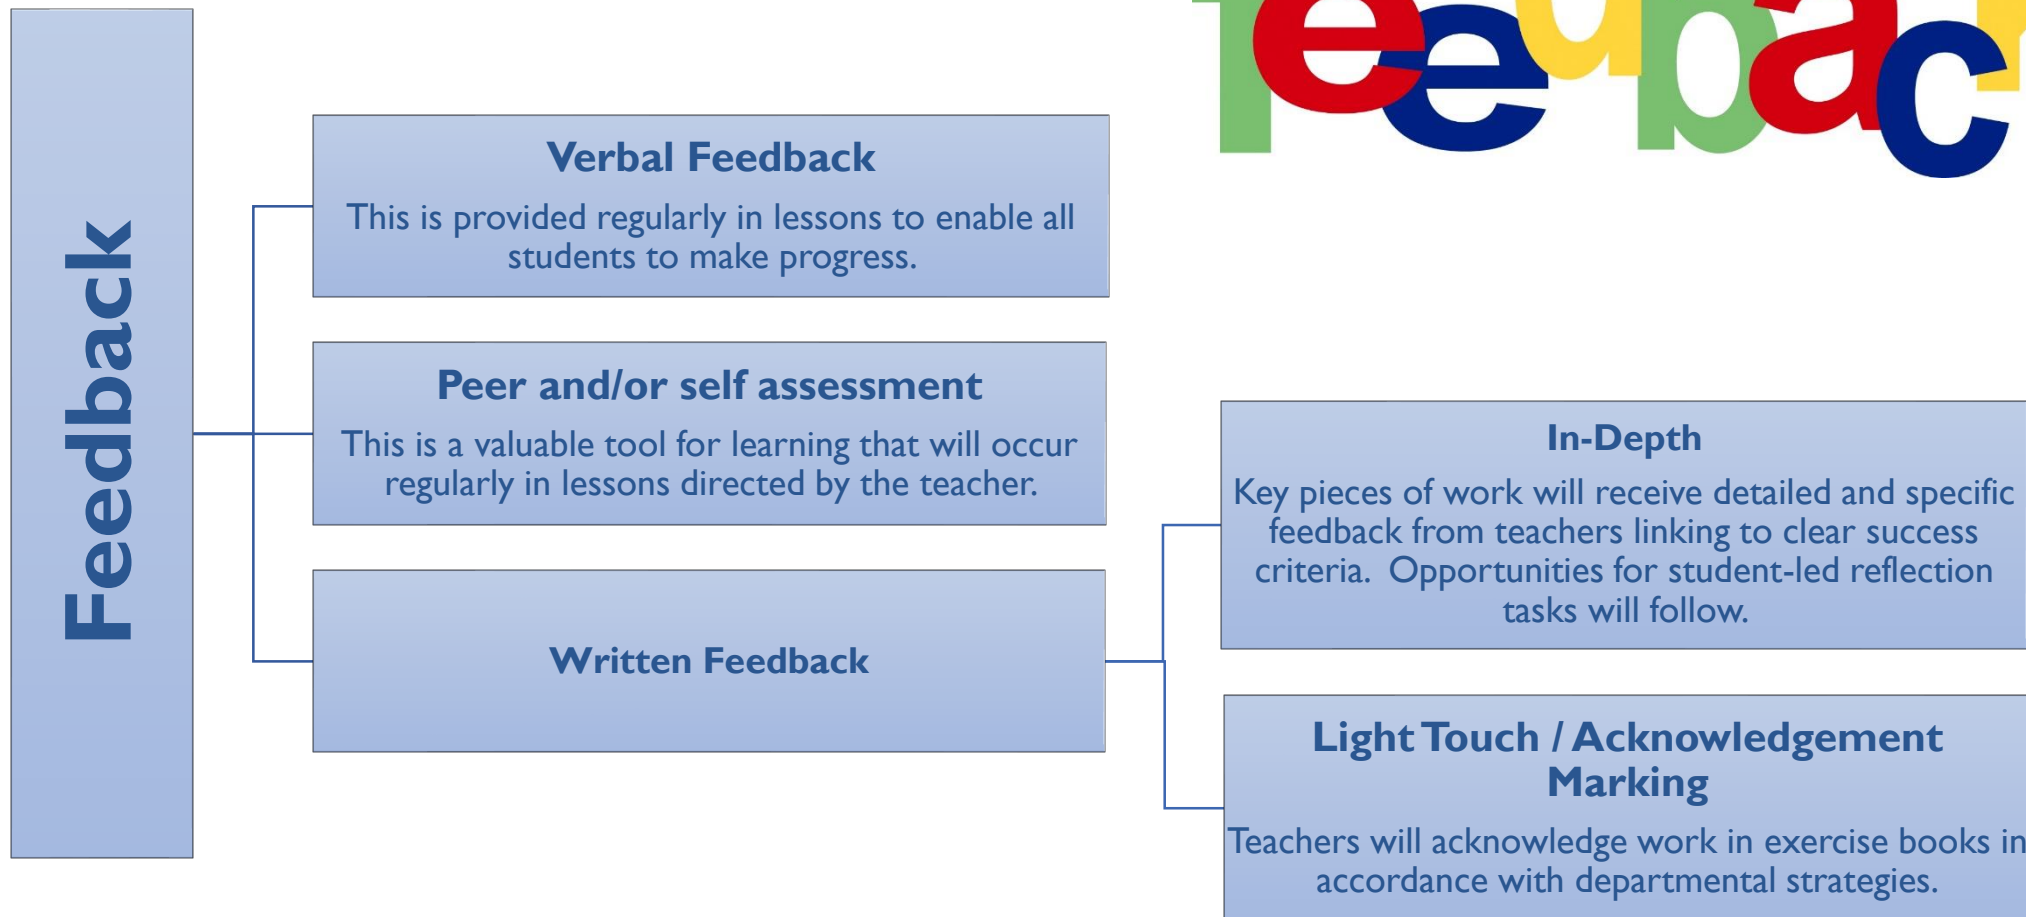 feedbac
Feedback
Verbal Feedback
This is provided regularly in lessons to enable all
students to make progress.
Peer and/or self assessment
This is a valuable tool for learning that will occur
regularly in lessons directed by the teacher.
Written Feedback
In-Depth
Key pieces of work will receive detailed and specific
feedback from teachers linking to clear success
criteria.  Opportunities for student-led reflection
tasks will follow.
Light Touch / Acknowledgement
Marking
Teachers will acknowledge work in exercise books in
accordance with departmental strategies.